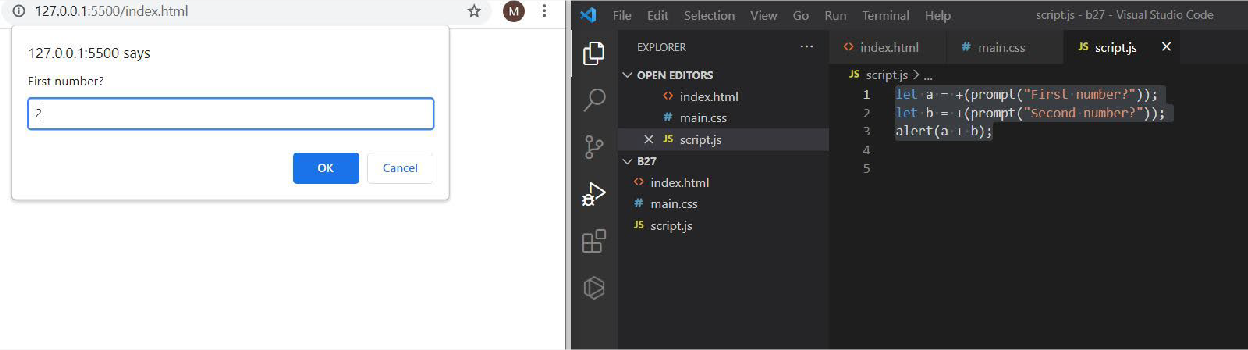 127.0.0.1:5500/index.html
M
127.0.0.1:5500 says
First number?
2
OK
Cancel
File Edit Selection View Go Run Terminal Help
script.js - b27 - Visual Studio Code
EXPLORER
index.html
main.css
JS script.js
OPEN EDITORS
index.html
main.css
JS script.js
B27
index.html
main.css
JS script.js
JS script.js > ...
1 let a = +(prompt("First number?"));
2 let b = +(prompt("Second number?"));
3 alert(a + b);
4
5